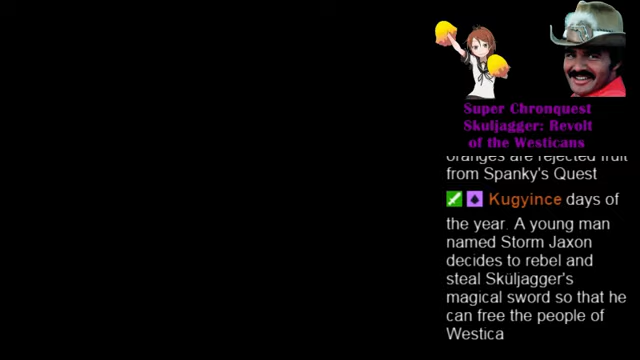 Super Chronquest
Skuljagger: Revolt
of the Westicans
oranges are rejected fruit
from Spanky's Quest
Kugyince days of
the year. A young man
named Storm Jaxon
decides to rebel and
steal Sküljagger's
magical sword so that he
can free the people of
Westica